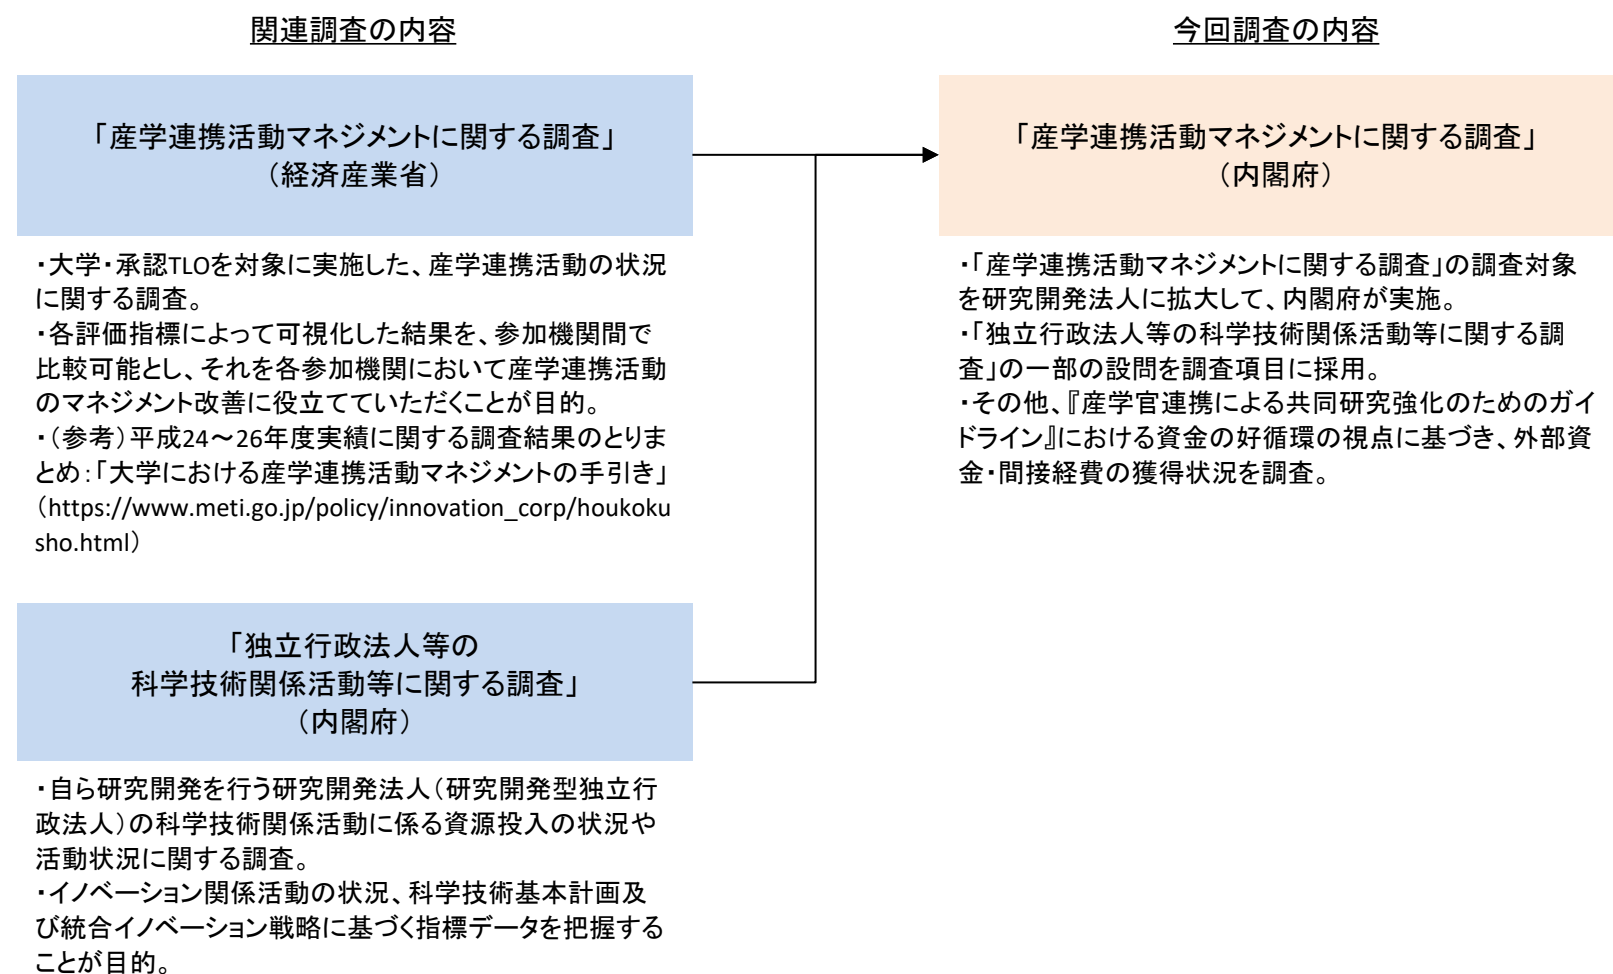 関連調査の内容
「産学連携活動マネジメントに関する調査」
（経済産業省）
・大学・承認TLOを対象に実施した、産学連携活動の状況
に関する調査。
・各評価指標によって可視化した結果を、参加機関間で
比較可能とし、それを各参加機関において産学連携活動
のマネジメント改善に役立てていただくことが目的。
・（参考）平成24～26年度実績に関する調査結果のとりま
とめ：「大学における産学連携活動マネジメントの手引き」
（https://www.meti.go.jp/policy/innovation_corp/houkoku
sho.html）
「独立行政法人等の
科学技術関係活動等に関する調査」
（内閣府）
・自ら研究開発を行う研究開発法人（研究開発型独立行
政法人）の科学技術関係活動に係る資源投入の状況や
活動状況に関する調査。
・イノベーション関係活動の状況、科学技術基本計画及
び統合イノベーション戦略に基づく指標データを把握する
ことが目的。
今回調査の内容
「産学連携活動マネジメントに関する調査」
（内閣府）
・「産学連携活動マネジメントに関する調査」の調査対象
を研究開発法人に拡大して、内閣府が実施。
・「独立行政法人等の科学技術関係活動等に関する調
査」の一部の設問を調査項目に採用。
・その他、『産学官連携による共同研究強化のためのガイ
ドライン』における資金の好循環の視点に基づき、外部資
金・間接経費の獲得状況を調査。